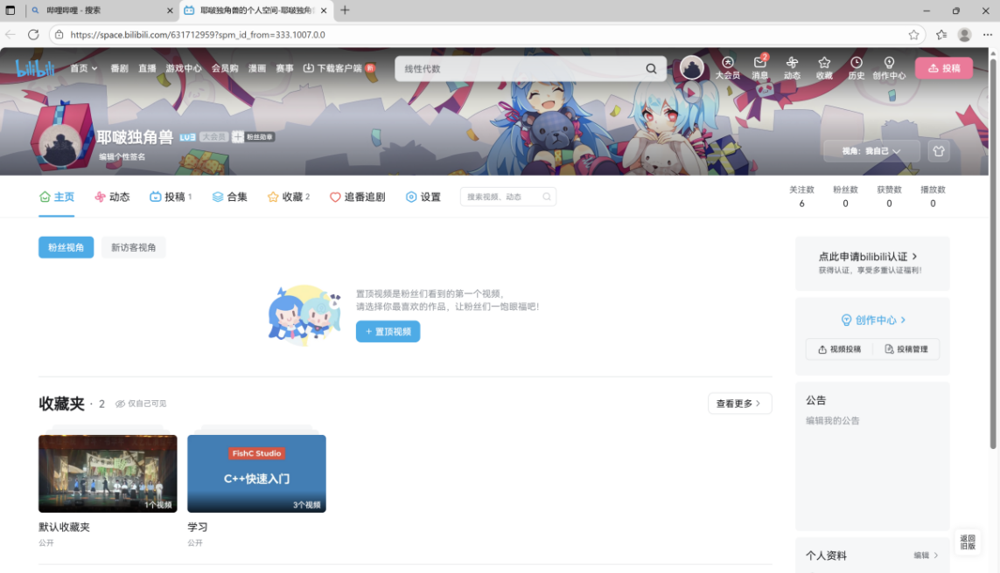 哔哩哔哩 - 搜索
耶啵独角兽的个人空间-耶啵独角
https://space.bilibili.com/631712959?spm_id_from=333.1007.0.0
bilibili
首页 番剧 直播 游戏中心 会员购 漫画 赛事 下载客户端 新
线性代数
大会员 消息 2 动态 收藏 历史 创作中心
投稿
耶啵独角兽 LV3 大会员 粉丝勋章
编辑个性签名
视角：我自己
主页 动态 投稿 1 合集 收藏 2 追番追剧 设置
搜索视频、动态
关注数 粉丝数 获赞数 播放数
6 0 0 0
粉丝视角 新访客视角
置顶视频是粉丝们看到的第一个视频，
请选择你最喜欢的作品，让粉丝们一饱眼福吧！
+ 置顶视频
点此申请bilibili认证 >
获得认证，享受多重认证福利！
创作中心 >
视频投稿 投稿管理
收藏夹 · 2 仅自己可见
查看更多 >
公告
编辑我的公告
1个视频
FishC Studio
C++快速入门
3个视频
默认收藏夹
公开
学习
公开
返回
旧版
个人资料
编辑 >